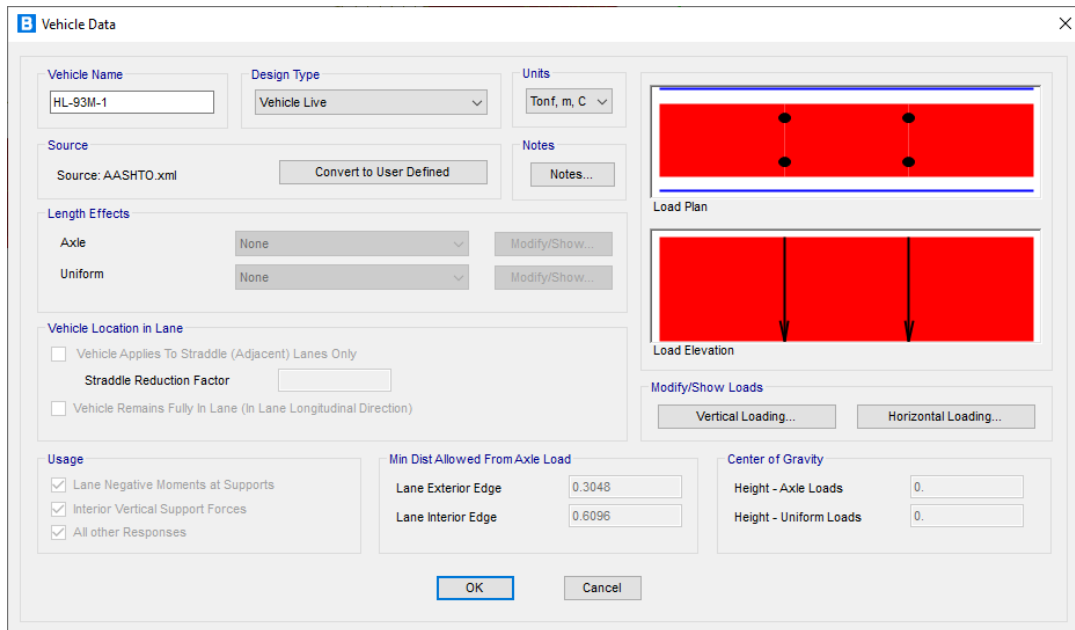 B Vehicle Data
Vehicle Name
HL-93M-1
Design Type
Vehicle Live
Units
Tonf, m, C
Source
Source: AASHTO.xml
Convert to User Defined
Notes
Notes...
Length Effects
Axle
None
Modify/Show...
Uniform
None
Modify/Show...
Vehicle Location in Lane
Vehicle Applies To Straddle (Adjacent) Lanes Only
Straddle Reduction Factor
Vehicle Remains Fully In Lane (In Lane Longitudinal Direction)
Load Plan
Load Elevation
Modify/Show Loads
Vertical Loading...
Horizontal Loading...
Usage
Lane Negative Moments at Supports
Interior Vertical Support Forces
All other Responses
Min Dist Allowed From Axle Load
Lane Exterior Edge
0.3048
Lane Interior Edge
0.6096
Center of Gravity
Height - Axle Loads
0.
Height - Uniform Loads
0.
OK
Cancel